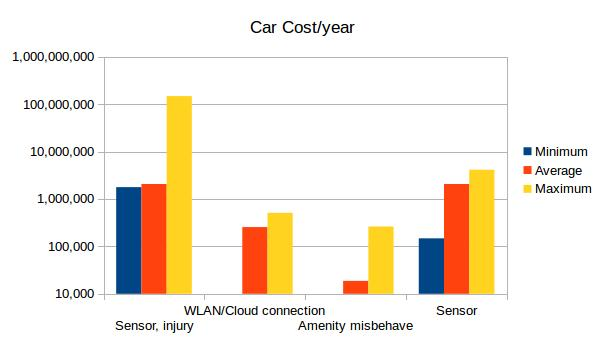 Car Cost/year
1,000,000,000
100,000,000
10,000,000
1,000,000
100,000
10,000
Minimum
Average
Maximum
WLAN/Cloud connection
Sensor
Sensor, injury
Amenity misbehave